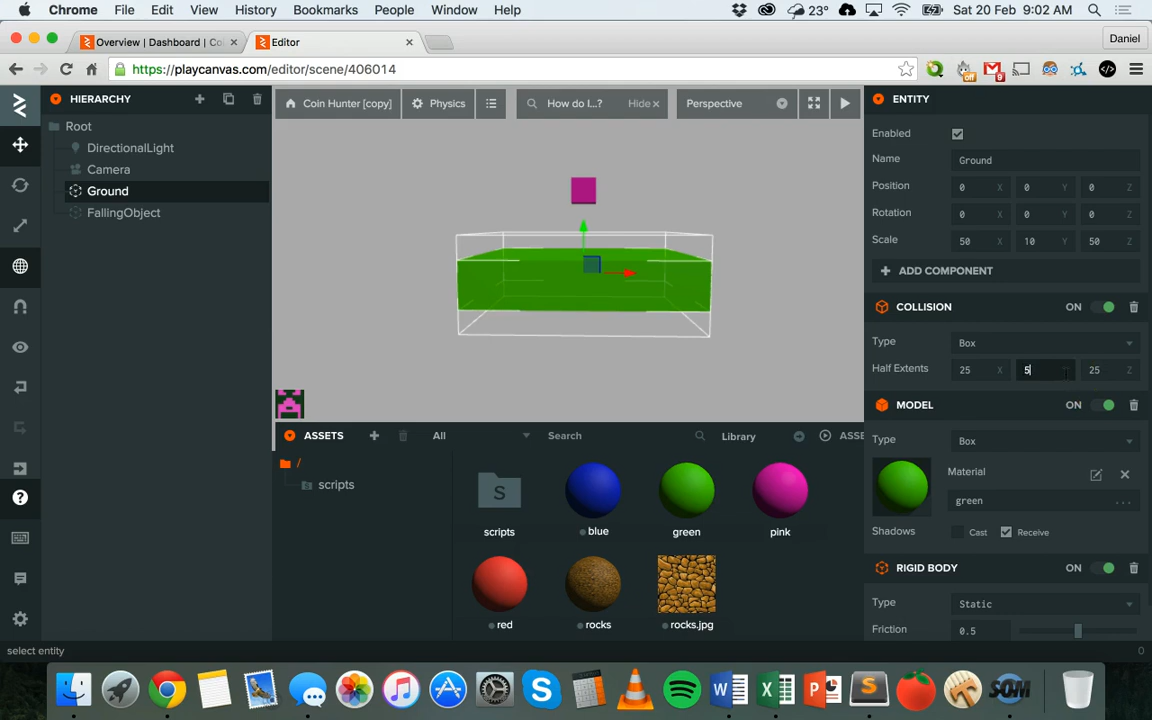 Chrome File Edit View History Bookmarks People Window Help 23° Sat 20 Feb 9:02 AM
Overview | Dashboard | Co Editor Daniel
https://playcanvas.com/editor/scene/406014 off 9
HIERARCHY
Root
DirectionalLight
Camera
Ground
FallingObject
Coin Hunter [copy] Physics How do I...? Hide Perspective
ENTITY
Enabled
Name Ground
Position 0 X 0 Y 0 Z
Rotation 0 X 0 Y 0 Z
Scale 50 X 10 Y 50 Z
ADD COMPONENT
COLLISION ON
Type Box
Half Extents 25 X 5 25 Z
MODEL ON
Type Box
Material
green ...
Shadows Cast Receive
RIGID BODY ON
Type Static
Friction 0.5
ASSETS All Search Library ASSE
/
scripts
S
scripts blue green pink
red rocks rocks.jpg
select entity 0
W X P S SOM